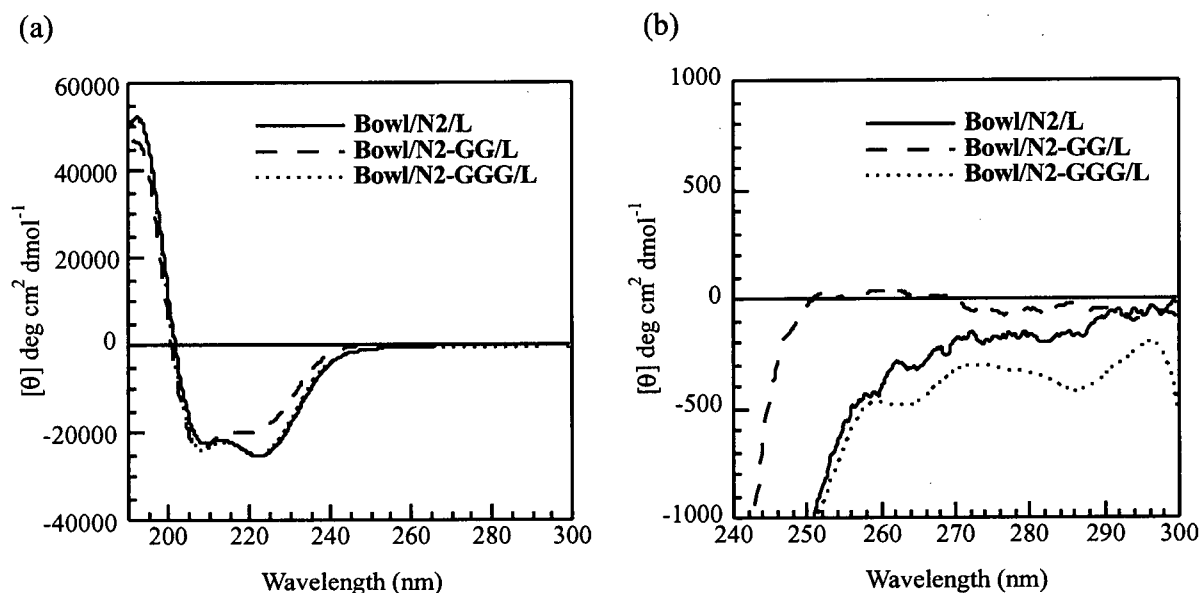 (a)
60000
40000
20000
0
-20000
-40000
[θ] deg cm² dmol⁻¹
Bowl/N2/L
Bowl/N2-GG/L
Bowl/N2-GGG/L
200 220 240 260 280 300
Wavelength (nm)
(b)
1000
500
0
-500
-1000
[θ] deg cm² dmol⁻¹
Bowl/N2/L
Bowl/N2-GG/L
Bowl/N2-GGG/L
240 250 260 270 280 290 300
Wavelength (nm)